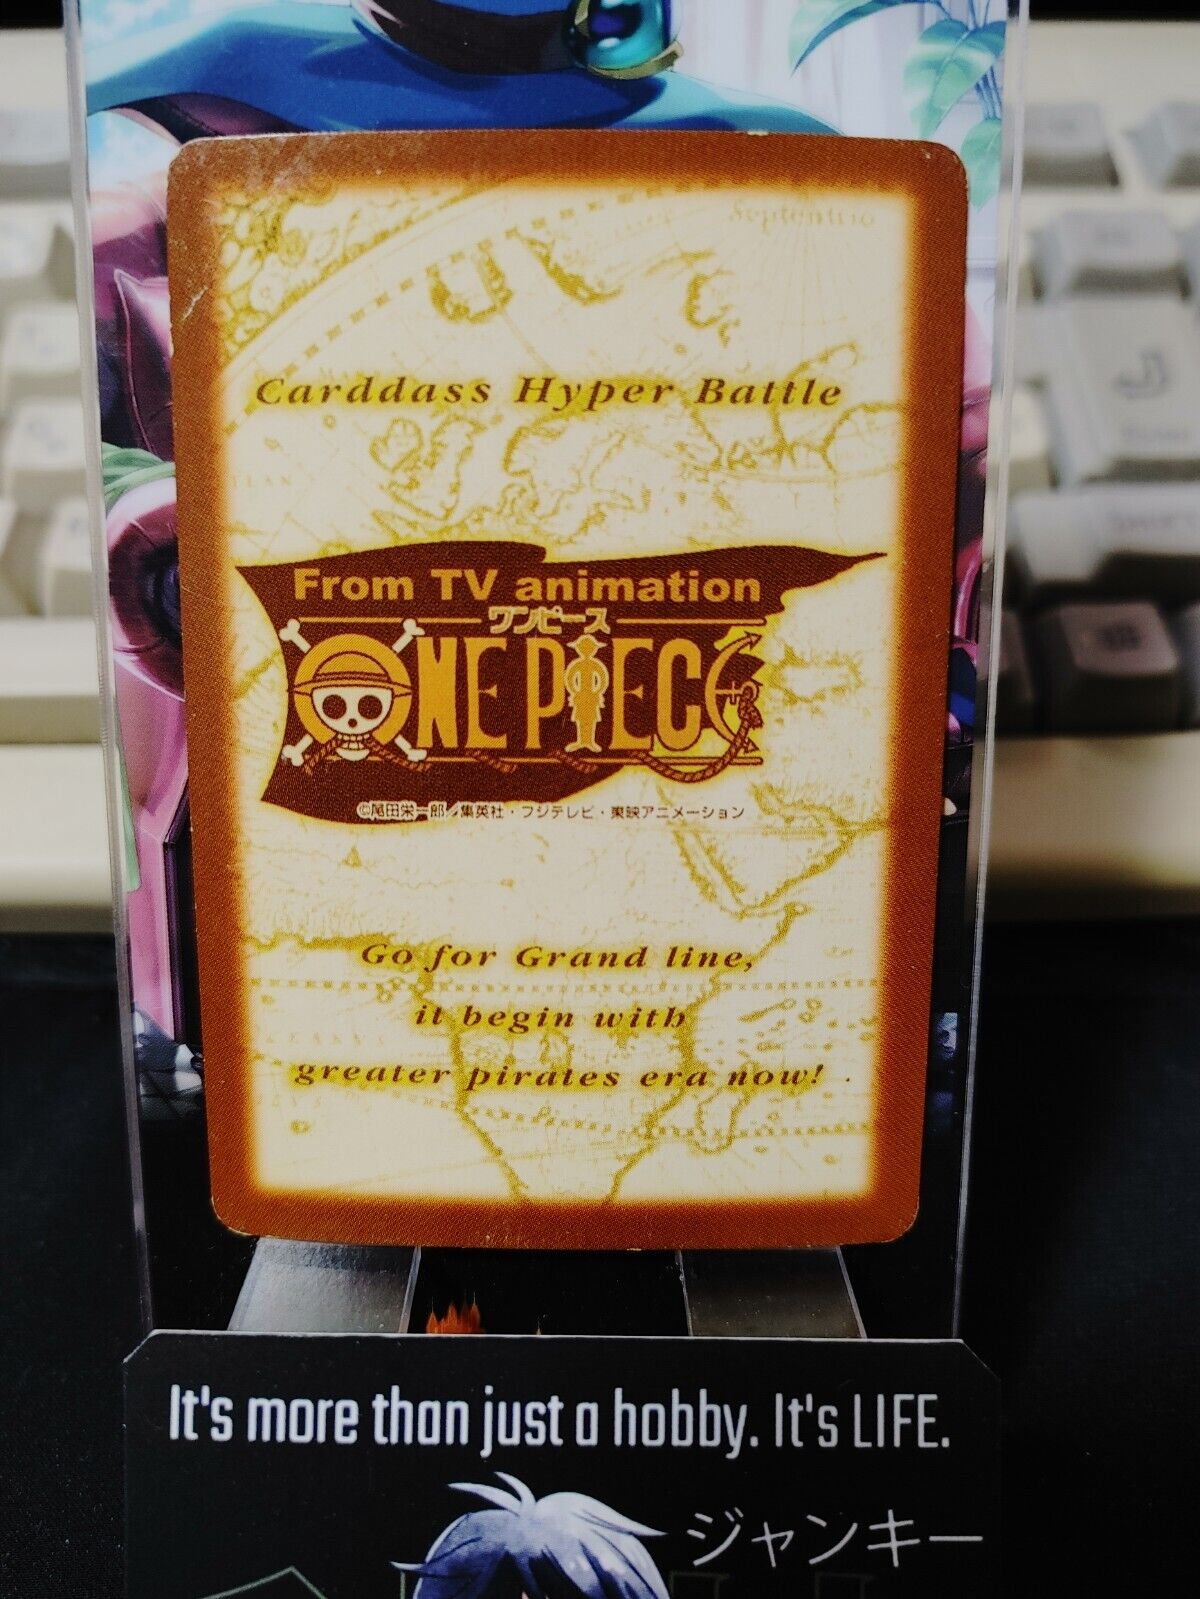 Septentrio
Carddass Hyper Battle
From TV animation
ワンピース
ONE PIECE
©尾田栄一郎／集英社・フジテレビ・東映アニメーション
Go for Grand line,
it begin with
greater pirates era now!
It's more than just a hobby. It's LIFE.
ジャンキー